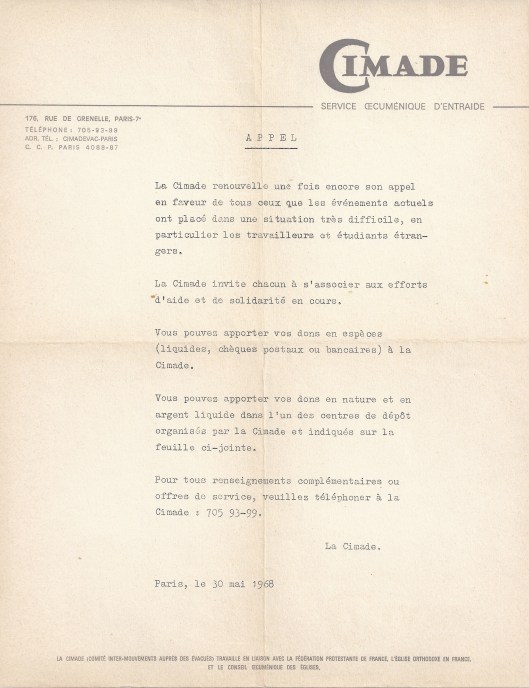 CIMADE
SERVICE ŒCUMÉNIQUE D'ENTRAIDE
176, RUE DE GRENELLE, PARIS-7e
TÉLÉPHONE : 705-93-99
ADR. TÉL. : CIMADEVAC-PARIS
C. C. P. PARIS 4088-87
APPEL
La Cimade renouvelle une fois encore son appel
en faveur de tous ceux que les événements actuels
ont placé dans une situation très difficile, en
particulier les travailleurs et étudiants étran-
gers.
La Cimade invite chacun à s'associer aux efforts
d'aide et de solidarité en cours.
Vous pouvez apporter vos dons en espèces
(liquides, chèques postaux ou bancaires) à la
Cimade.
Vous pouvez apporter vos dons en nature et en
argent liquide dans l'un des centres de dépôt
organisés par la Cimade et indiqués sur la
feuille ci-jointe.
Pour tous renseignements complémentaires ou
offres de service, veuillez téléphoner à la
Cimade : 705 93-99.
La Cimade.
Paris, le 30 mai 1968
LA CIMADE (COMITÉ INTER-MOUVEMENTS AUPRÈS DES ÉVACUÉS) TRAVAILLE EN LIAISON AVEC LA FÉDÉRATION PROTESTANTE DE FRANCE, L'ÉGLISE ORTHODOXE EN FRANCE,
ET LE CONSEIL ŒCUMÉNIQUE DES ÉGLISES.